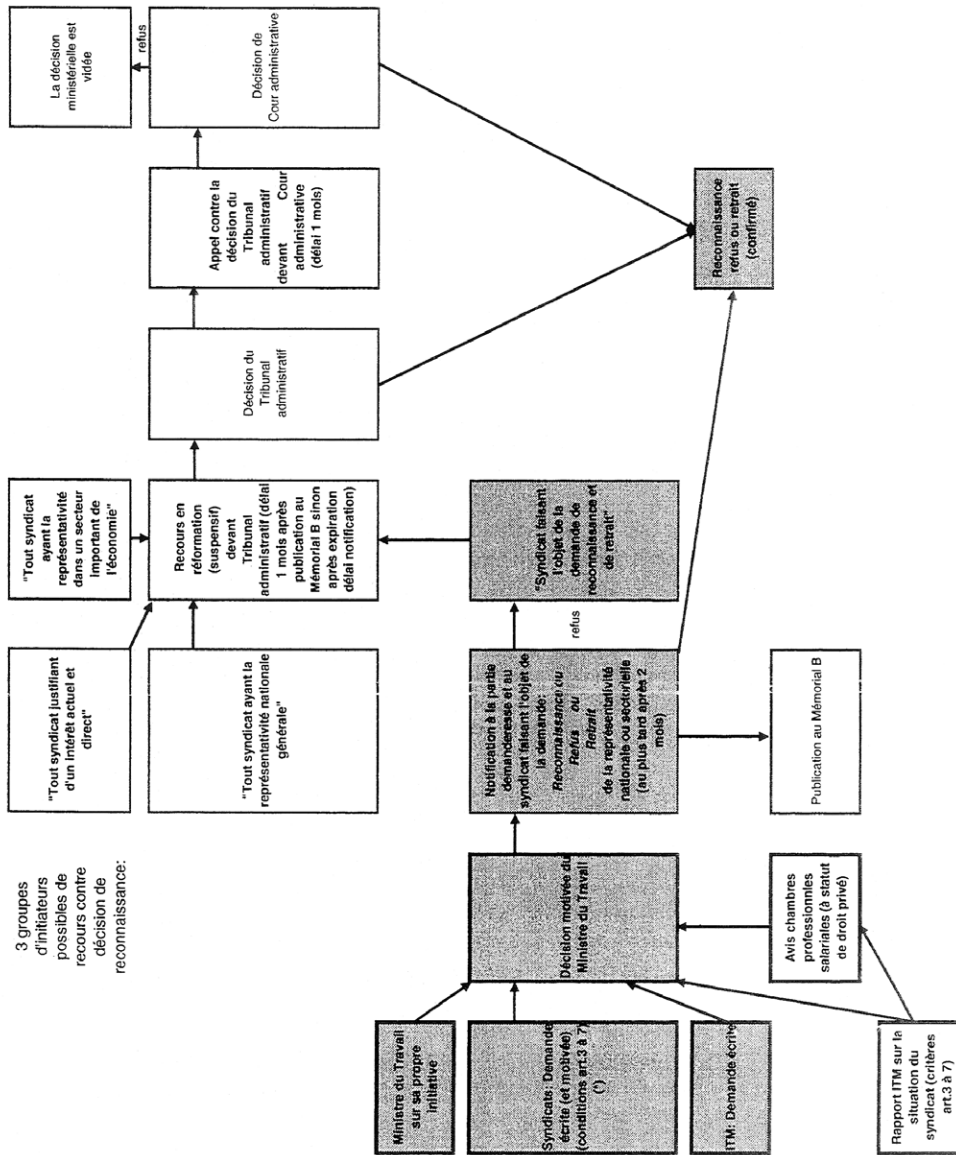 3 groupes
d'initiateurs
possibles de
recours contre
décision de
reconnaissance:
"Tout syndicat justifiant
d'un intérêt actuel et
direct"
"Tout syndicat
ayant la
représentativité
dans un secteur
Important de
l'économie"
"Tout syndicat ayant la
représentativité nationale
générale"
Recours en
réformation
(suspensif)
devant
Tribunal
administratif (délai
1 mois après
publication au
Mémorial B sinon
après expiration
délai notification)
Décision du
Tribunal
administratif
Appel contre la
décision du
Tribunal
administratif
devant Cour
administrative
(délai 1 mois)
Décision de
Cour administrative
refus
La décision
ministérielle est
vidée
Ministre du Travail
sur sa propre
initiative
Syndicats: Demande
écrite (et motivée)
(conditions art.3 à 7)
(*)
ITM: Demande écrite
Rapport ITM sur la
situation du
syndicat (critères
art.3 à 7)
Décision motivée du
Ministre du Travail
Avis chambres
professionnles
salariales (à statut
de droit privé)
Notification à la partie
demanderesse et au
syndicat faisant l'objet de
la demande:
Reconnaissance ou
Refus ou
Retrait
de la représentativité
nationale ou sectorielle
(au plus tard après 2
mois)
refus
"Syndicat faisant
l'objet de la
demande de
reconnaissance et
de retrait"
Publication au Mémorial B
Reconnaissance
refus ou retrait
(confirmé)